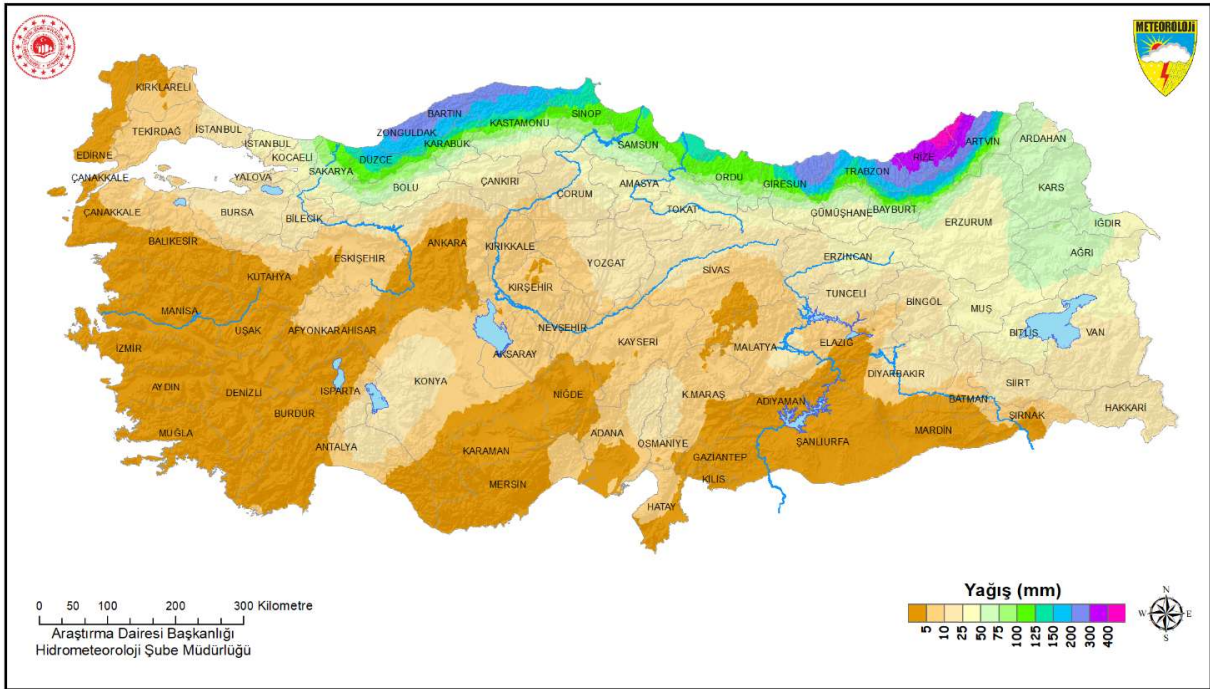 METEOROLOJİ
KIRKLARELİ
TEKİRDAĞ
İSTANBUL
EDİRNE
ÇANAKKALE
ÇANAKKALE
İSTANBUL
KOCAELİ
YALOVA
SAKARYA
DÜZCE
ZONGULDAK
BARTIN
KARABÜK
KASTAMONU
SİNOP
SAMSUN
ORDU
GİRESUN
TRABZON
RİZE
ARTVİN
ARDAHAN
KARS
IĞDIR
AĞRI
BURSA
BİLECİK
BOLU
ÇANKIRI
ÇORUM
AMASYA
TOKAT
GÜMÜŞHANE
BAYBURT
ERZURUM
BALIKESİR
KÜTAHYA
ESKİŞEHİR
ANKARA
KIRIKKALE
YOZGAT
SİVAS
ERZİNCAN
TUNCELİ
BİNGÖL
MUŞ
BİTLİS
VAN
MANİSA
UŞAK
AFYONKARAHİSAR
KIRŞEHİR
NEVŞEHİR
KAYSERİ
MALATYA
ELAZIĞ
DİYARBAKIR
SİİRT
HAKKARİ
İZMİR
AYDIN
DENİZLİ
ISPARTA
BURDUR
KONYA
AKSARAY
NİĞDE
K.MARAŞ
ADIYAMAN
BATMAN
ŞIRNAK
MUĞLA
ANTALYA
KARAMAN
MERSİN
ADANA
OSMANİYE
GAZİANTEP
KİLİS
ŞANLIURFA
MARDİN
HATAY
0 50 100 200 300 Kilometre
Araştırma Dairesi Başkanlığı
Hidrometeoroloji Şube Müdürlüğü
Yağış (mm)
5 10 25 50 75 100 125 150 200 300 400
N
W E
S